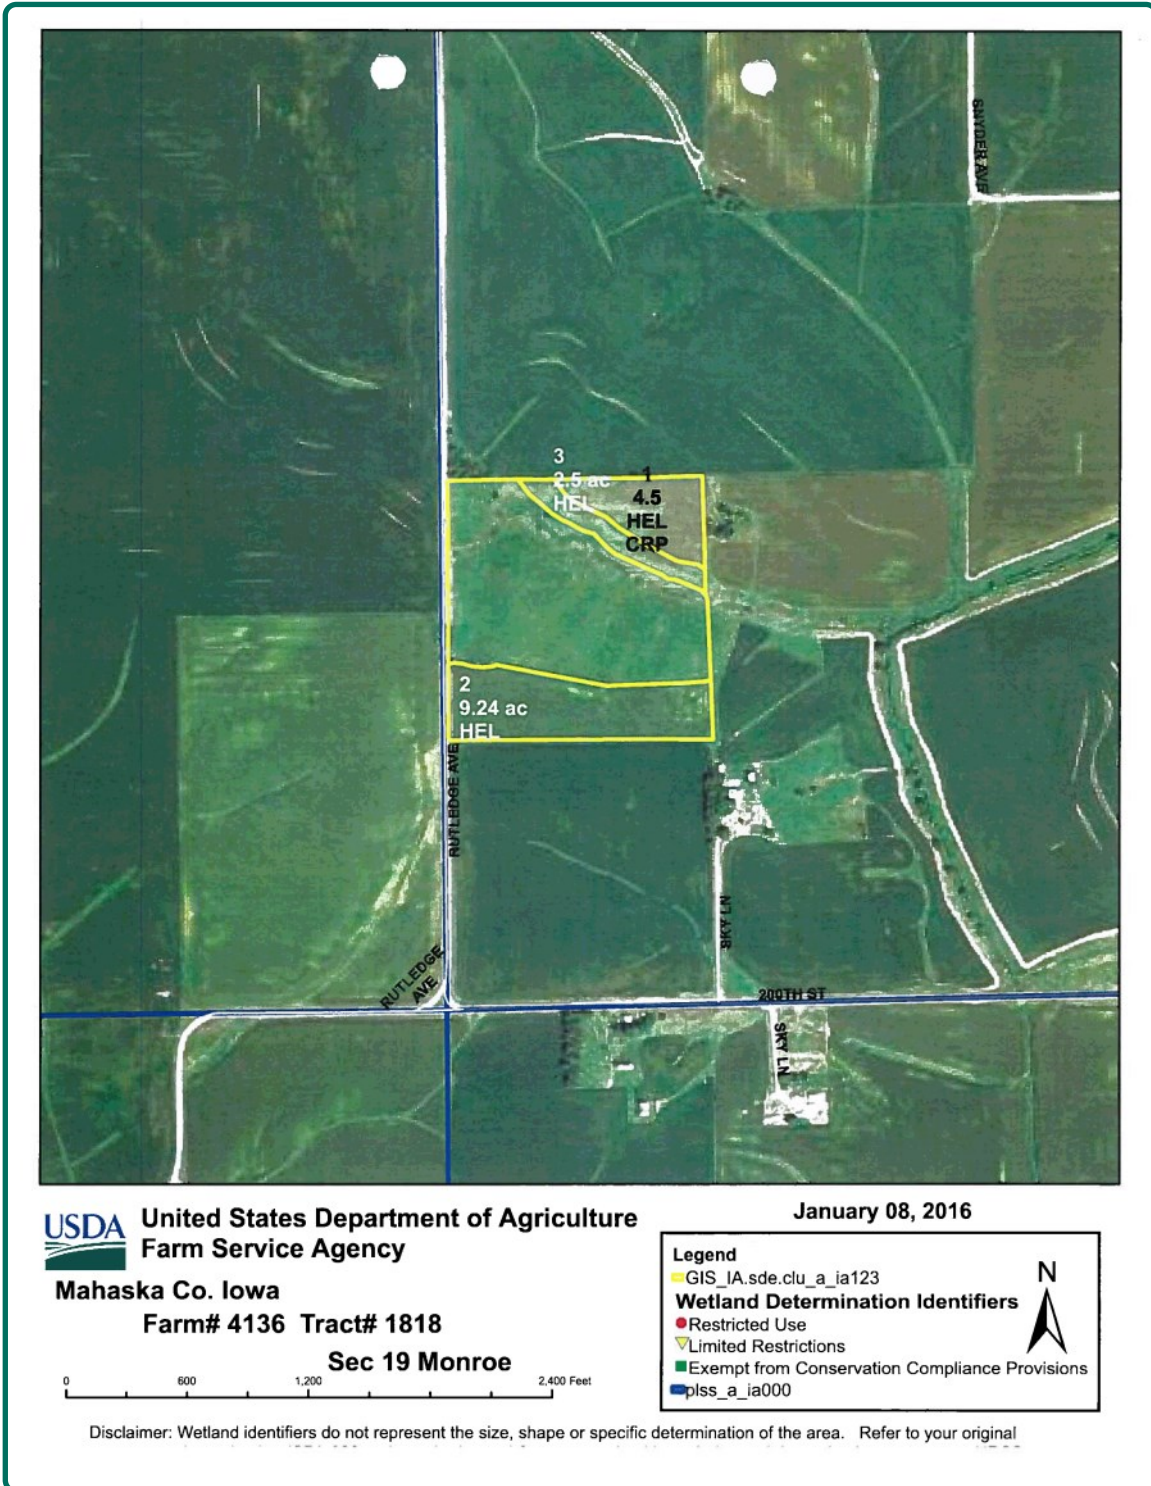 SNYDER AVE
3
2.5 ac
HEL
1
4.5
HEL
CRP
2
9.24 ac
HEL
RUTLEDGE AVE
SKY LN
RUTLEDGE
AVE
200TH ST
SKY LN
USDA
United States Department of Agriculture
Farm Service Agency
January 08, 2016
Mahaska Co. Iowa
Farm# 4136 Tract# 1818
Sec 19 Monroe
0 600 1,200 2,400 Feet
Legend
GIS_IA.sde.clu_a_ia123
Wetland Determination Identifiers
Restricted Use
Limited Restrictions
Exempt from Conservation Compliance Provisions
plss_a_ia000
N
Disclaimer: Wetland identifiers do not represent the size, shape or specific determination of the area. Refer to your original